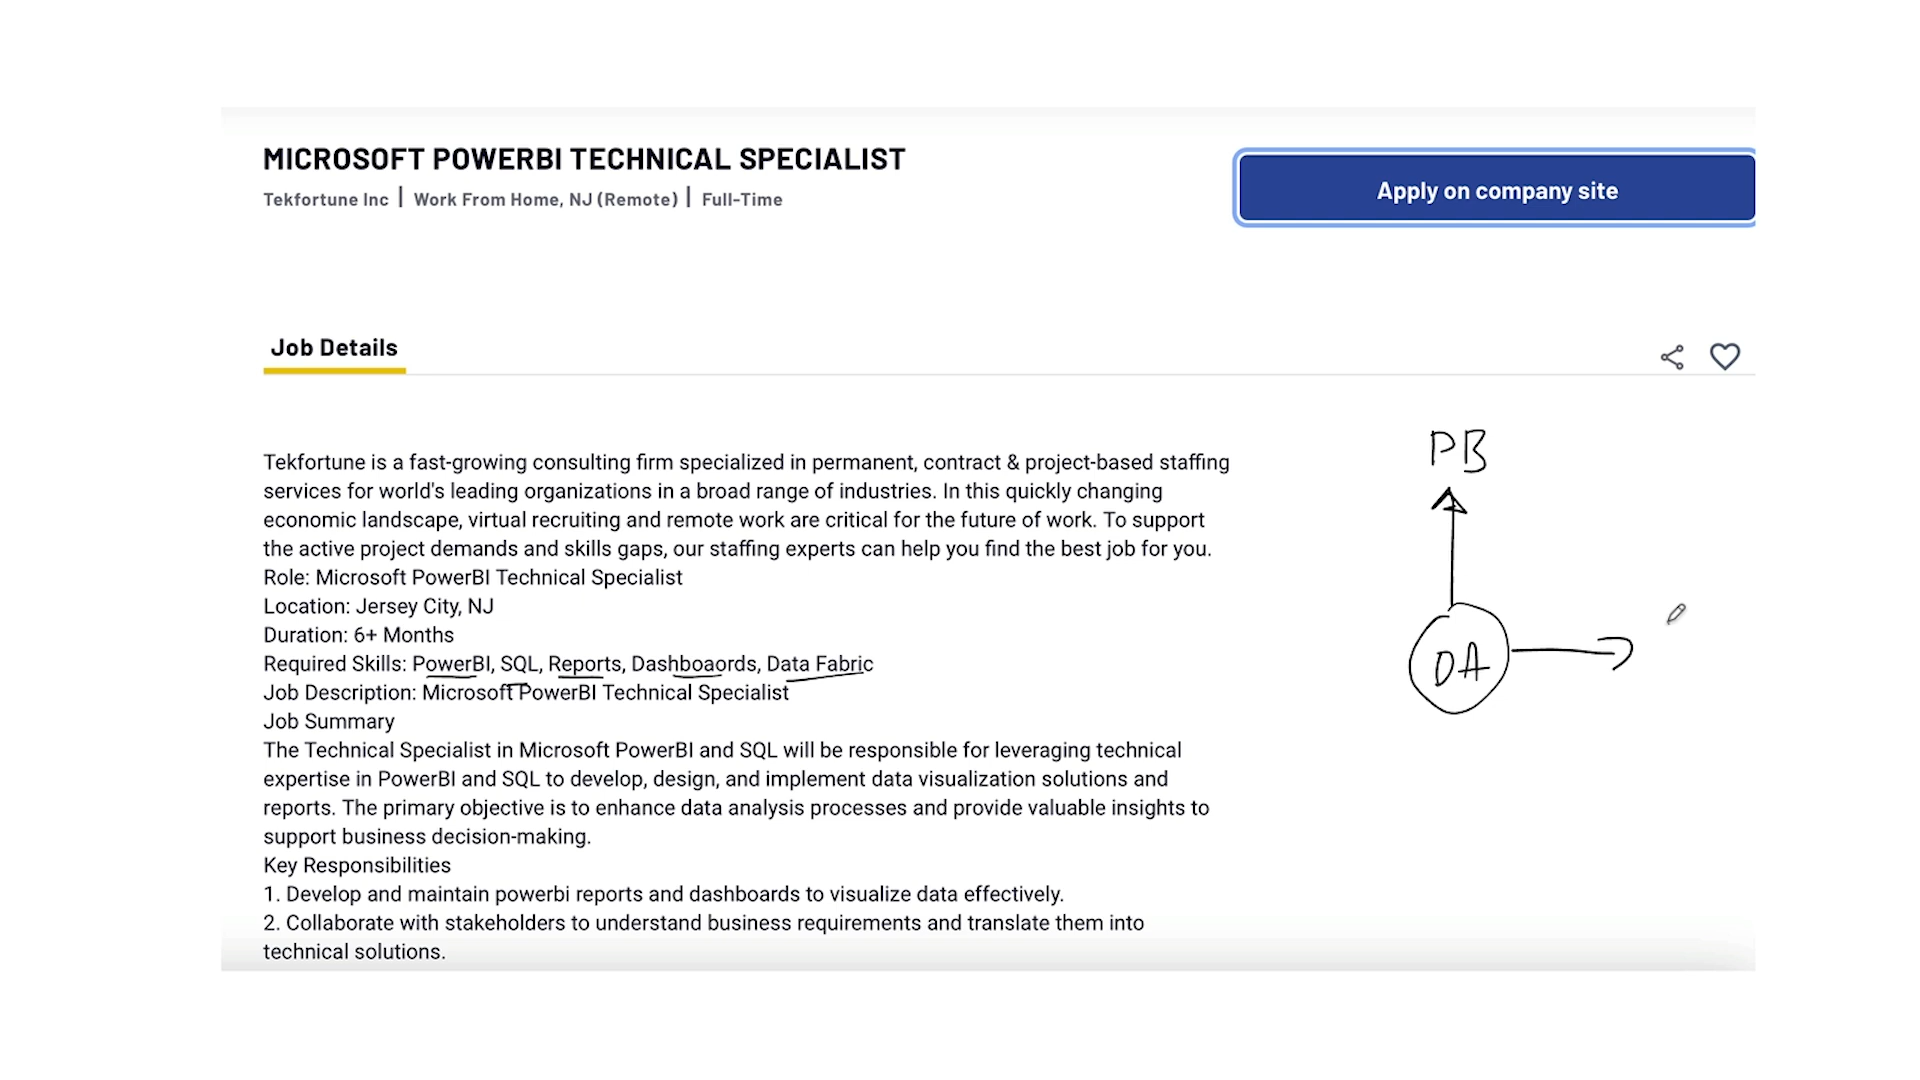 MICROSOFT POWERBI TECHNICAL SPECIALIST
Tekfortune Inc | Work From Home, NJ (Remote) | Full-Time
Apply on company site
Job Details
Tekfortune is a fast-growing consulting firm specialized in permanent, contract & project-based staffing
services for world's leading organizations in a broad range of industries. In this quickly changing
economic landscape, virtual recruiting and remote work are critical for the future of work. To support
the active project demands and skills gaps, our staffing experts can help you find the best job for you.
Role: Microsoft PowerBI Technical Specialist
Location: Jersey City, NJ
Duration: 6+ Months
Required Skills: PowerBI, SQL, Reports, Dashboaords, Data Fabric
Job Description: Microsoft PowerBI Technical Specialist
Job Summary
The Technical Specialist in Microsoft PowerBI and SQL will be responsible for leveraging technical
expertise in PowerBI and SQL to develop, design, and implement data visualization solutions and
reports. The primary objective is to enhance data analysis processes and provide valuable insights to
support business decision-making.
Key Responsibilities
1. Develop and maintain powerbi reports and dashboards to visualize data effectively.
2. Collaborate with stakeholders to understand business requirements and translate them into
technical solutions.
PB
DA